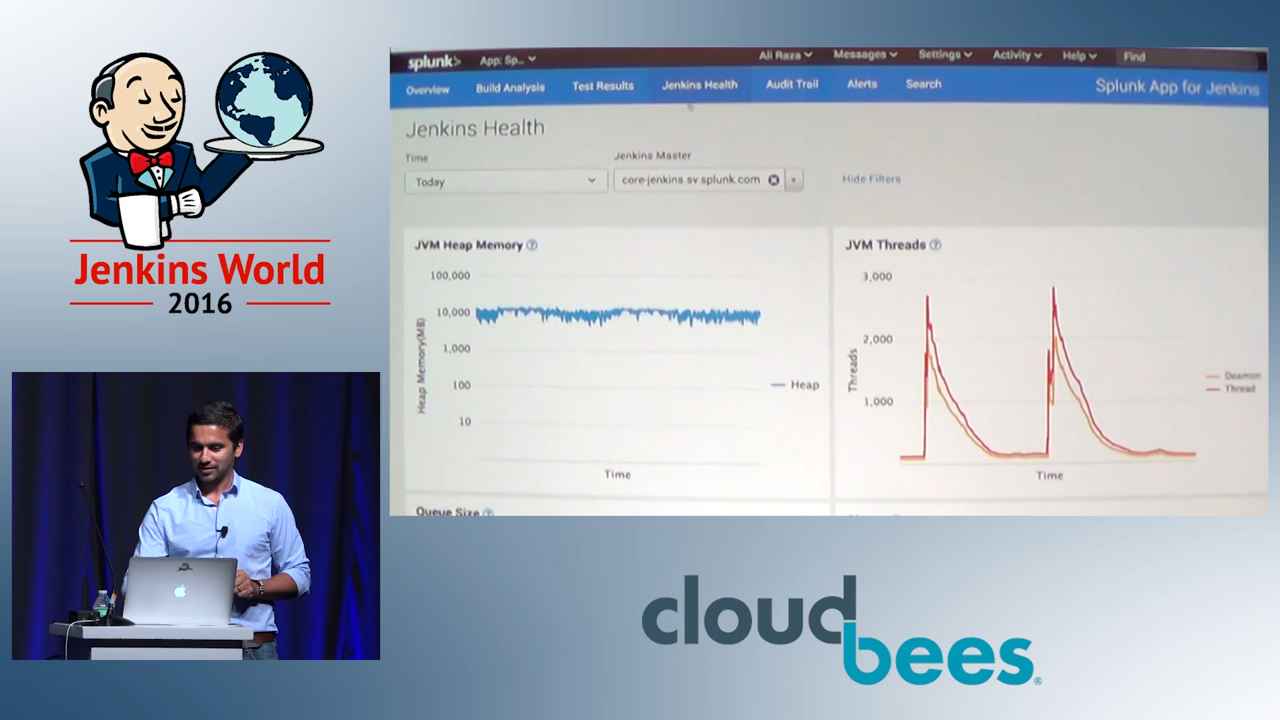 Jenkins World
2016
splunk> App: Sp... Ali Raza Messages Settings Activity Help Find
Overview Build Analysis Test Results Jenkins Health Audit Trail Alerts Search Splunk App for Jenkins
Jenkins Health
Time Jenkins Master
Today core-jenkins.sv.splunk.com Hide Filters
JVM Heap Memory ?
100,000
10,000
1,000
100
10
Heap Memory(MB)
Heap
Time
JVM Threads ?
3,000
2,000
1,000
Threads
Deamon
Thread
Time
Queue Size ?
cloudbees®